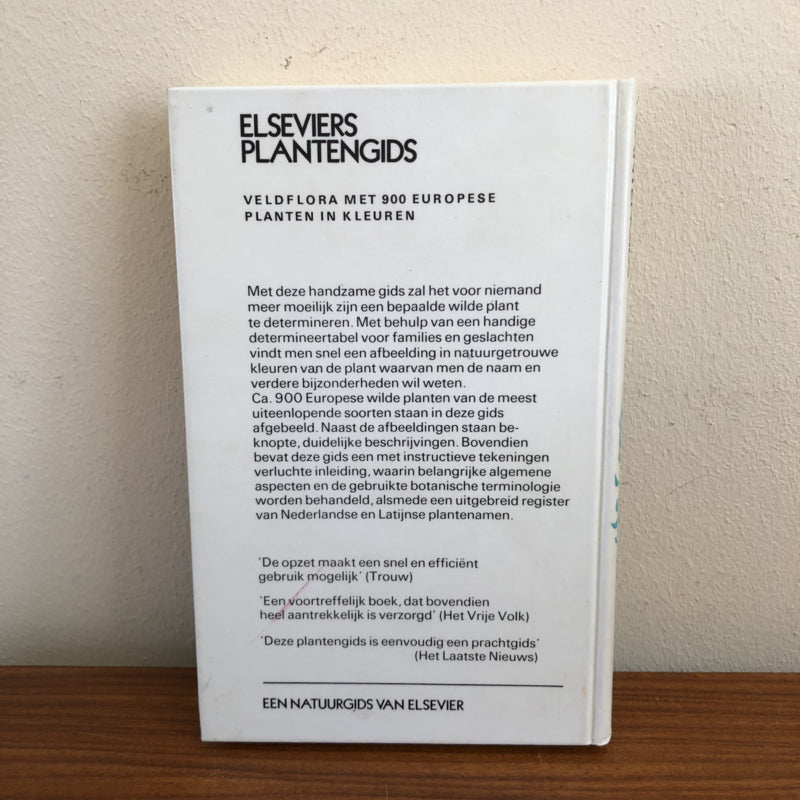 ELSEVIERS
PLANTENGIDS
VELDFLORA MET 900 EUROPESE
PLANTEN IN KLEUREN
Met deze handzame gids zal het voor niemand
meer moeilijk zijn een bepaalde wilde plant
te determineren. Met behulp van een handige
determineertabel voor families en geslachten
vindt men snel een afbeelding in natuurgetrouwe
kleuren van de plant waarvan men de naam en
verdere bijzonderheden wil weten.
Ca. 900 Europese wilde planten van de meest
uiteenlopende soorten staan in deze gids
afgebeeld. Naast de afbeeldingen staan be-
knopte, duidelijke beschrijvingen. Bovendien
bevat deze gids een met instructieve tekeningen
verluchte inleiding, waarin belangrijke algemene
aspecten en de gebruikte botanische terminologie
worden behandeld, alsmede een uitgebreid register
van Nederlandse en Latijnse plantenamen.
'De opzet maakt een snel en efficiënt
gebruik mogelijk' (Trouw)
'Een voortreffelijk boek, dat bovendien
heel aantrekkelijk is verzorgd' (Het Vrije Volk)
'Deze plantengids is eenvoudig een prachtgids'
(Het Laatste Nieuws)
EEN NATUURGIDS VAN ELSEVIER